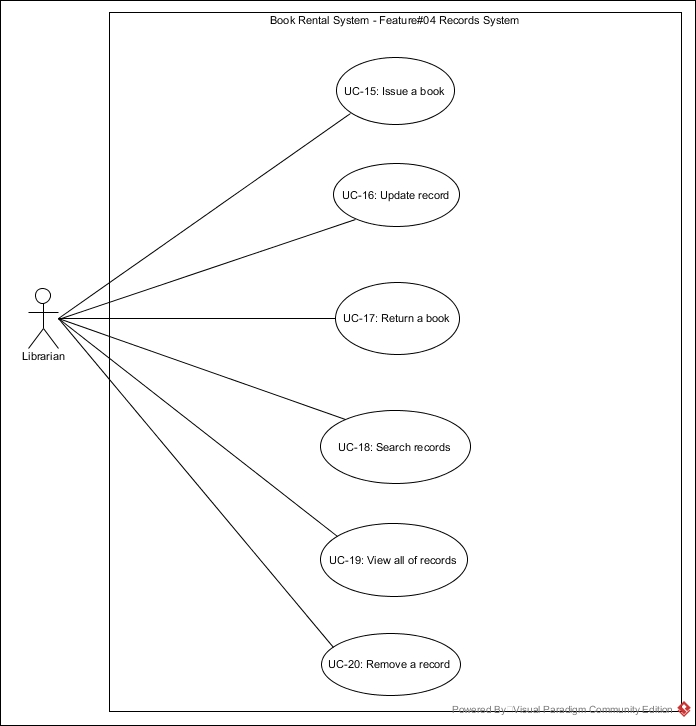 Book Rental System - Feature#04 Records System
UC-15: Issue a book
UC-16: Update record
UC-17: Return a book
Librarian
UC-18: Search records
UC-19: View all of records
UC-20: Remove a record
Powered By Visual Paradigm Community Edition